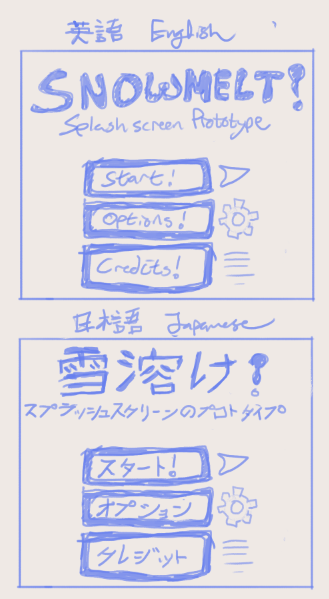 英語 English
SNOWMELT!
Splash screen Prototype
Start!
Options!
Credits!
日本語 Japanese
雪溶け!
スプラッシュスクリーンのプロトタイプ
スタート!
オプション
クレジット